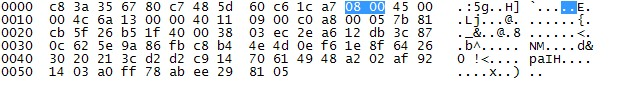 0000 c8 3a 35 67 80 c7 48 5d 60 c6 1c a7 08 00 45 00 .:5g..H] `.....E.
0010 00 4c 6a 13 00 00 40 11 09 00 c0 a8 00 05 7b 81 .Lj...@. ......{.
0020 cb 5f 26 b5 1f 40 00 38 03 ec 2e a6 12 db 3c 87 ._&..@.8 ......<.
0030 0c 62 5e 9a 86 fb c8 b4 4e 4d 0e f6 1e 8f 64 26 .b^..... NM....d&
0040 30 20 21 3c d2 d2 c9 14 70 61 49 48 a2 02 af 92 0 !<.... paIH....
0050 14 03 a0 ff 78 ab ee 29 81 05 ....x..) ..